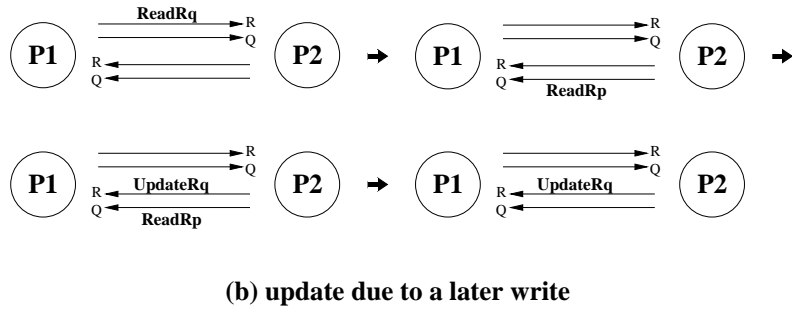 ReadRq
P1 R Q R Q P2 P1 R Q R Q P2
ReadRp
P1 R Q UpdateRq R Q P2 P1 R Q UpdateRq R Q P2
ReadRp
(b) update due to a later write